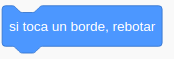 si toca un borde, rebotar